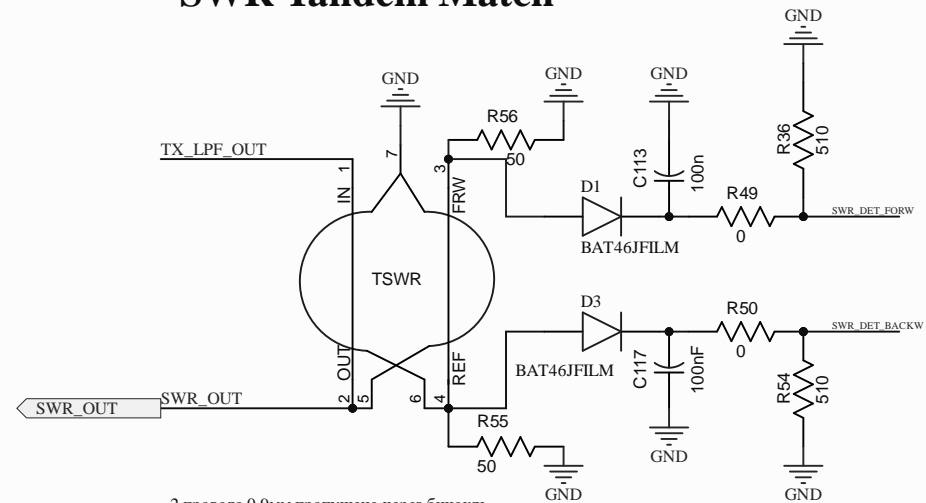 SWR Tandem Match
GND
GND
GND
GND
TX_LPF_OUT
1
IN
7
3
FRW
R56
50
C113
100n
R36
510
D1
BAT46JFILM
R49
0
SWR_DET_FORW
TSWR
D3
BAT46JFILM
R50
0
SWR_DET_BACKW
C117
100nF
R54
510
OUT
REF
2
5
6
4
SWR_OUT
SWR_OUT
R55
50
GND
GND
GND